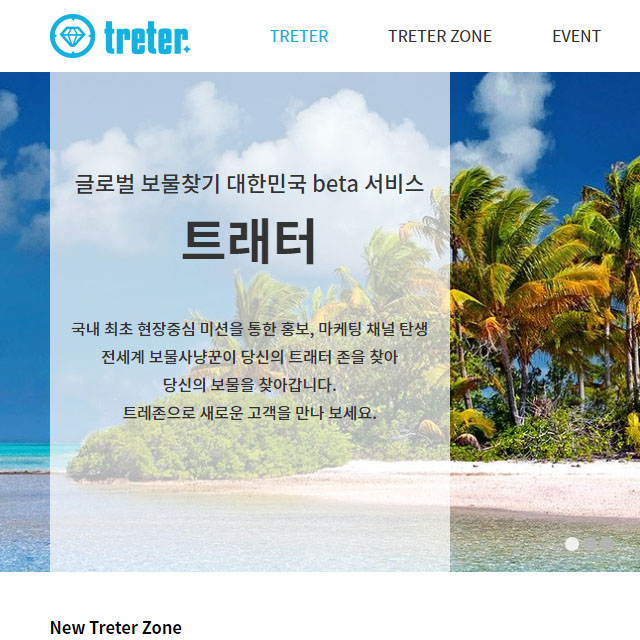 treter
TRETER
TRETER ZONE
EVENT
글로벌 보물찾기 대한민국 beta 서비스
트래터
국내 최초 현장중심 미션을 통한 홍보, 마케팅 채널 탄생
전세계 보물사냥꾼이 당신의 트래터 존을 찾아
당신의 보물을 찾아갑니다.
트레존으로 새로운 고객을 만나 보세요.
New Treter Zone